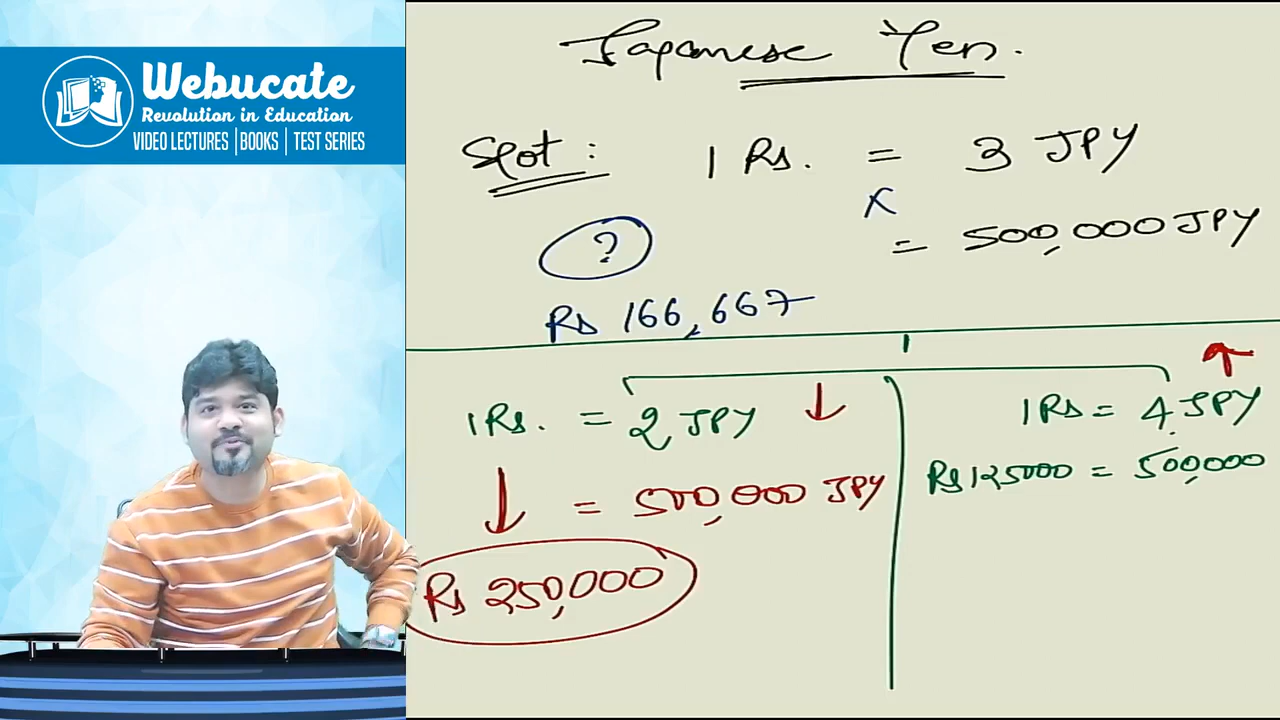 Webucate
Revolution in Education
VIDEO LECTURES | BOOKS | TEST SERIES
Japanese Yen.
Spot : 1 Rs. = 3 JPY
x
? = 500,000 JPY
Rs 166,667
1 Rs. = 2 JPY ↓
↓ = 500,000 JPY
Rs 250,000
↑
1 Rs = 4 JPY
Rs 125000 = 500,000